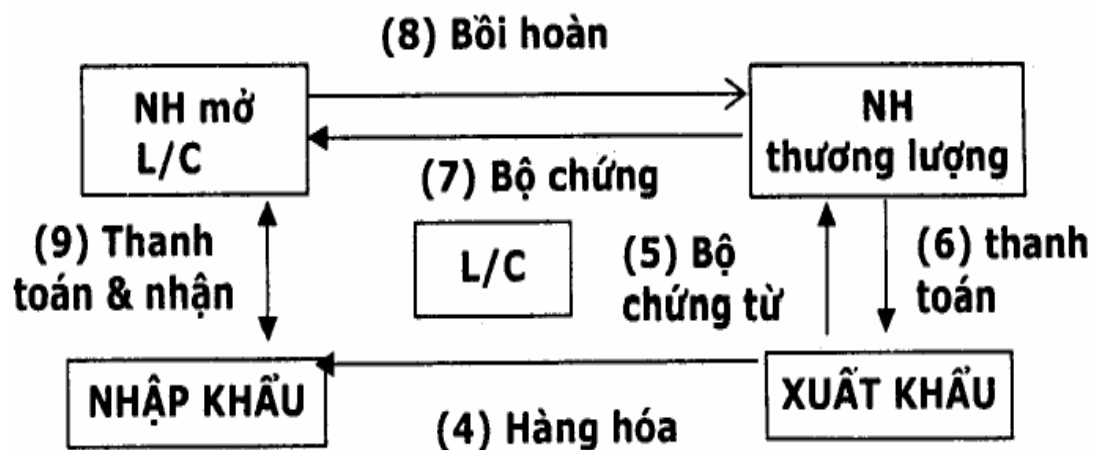 (8) Bồi hoàn
NH mở
L/C
NH
thương lượng
(7) Bộ chứng
(9) Thanh
toán & nhận
L/C
(5) Bộ
chứng từ
(6) thanh
toán
NHẬP KHẨU
XUẤT KHẨU
(4) Hàng hóa